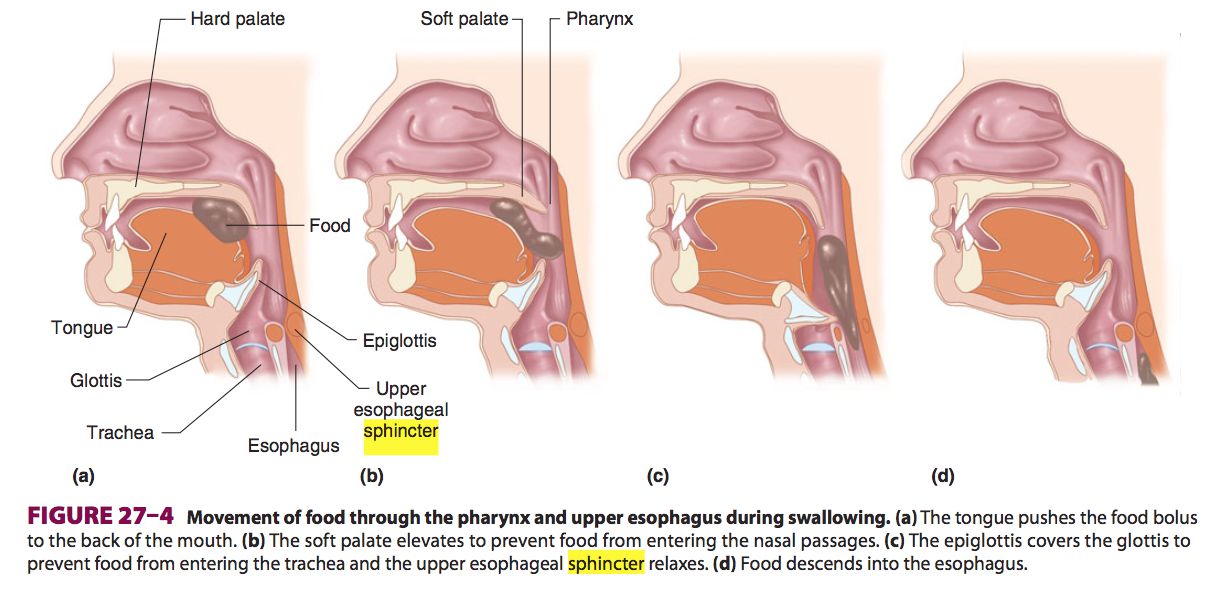 Hard palate
Soft palate
Pharynx
Food
Tongue
Epiglottis
Glottis
Upper
esophageal
sphincter
Trachea
Esophagus
(a)
(b)
(c)
(d)
FIGURE 27–4 Movement of food through the pharynx and upper esophagus during swallowing. (a) The tongue pushes the food bolus
to the back of the mouth. (b) The soft palate elevates to prevent food from entering the nasal passages. (c) The epiglottis covers the glottis to
prevent food from entering the trachea and the upper esophageal sphincter relaxes. (d) Food descends into the esophagus.